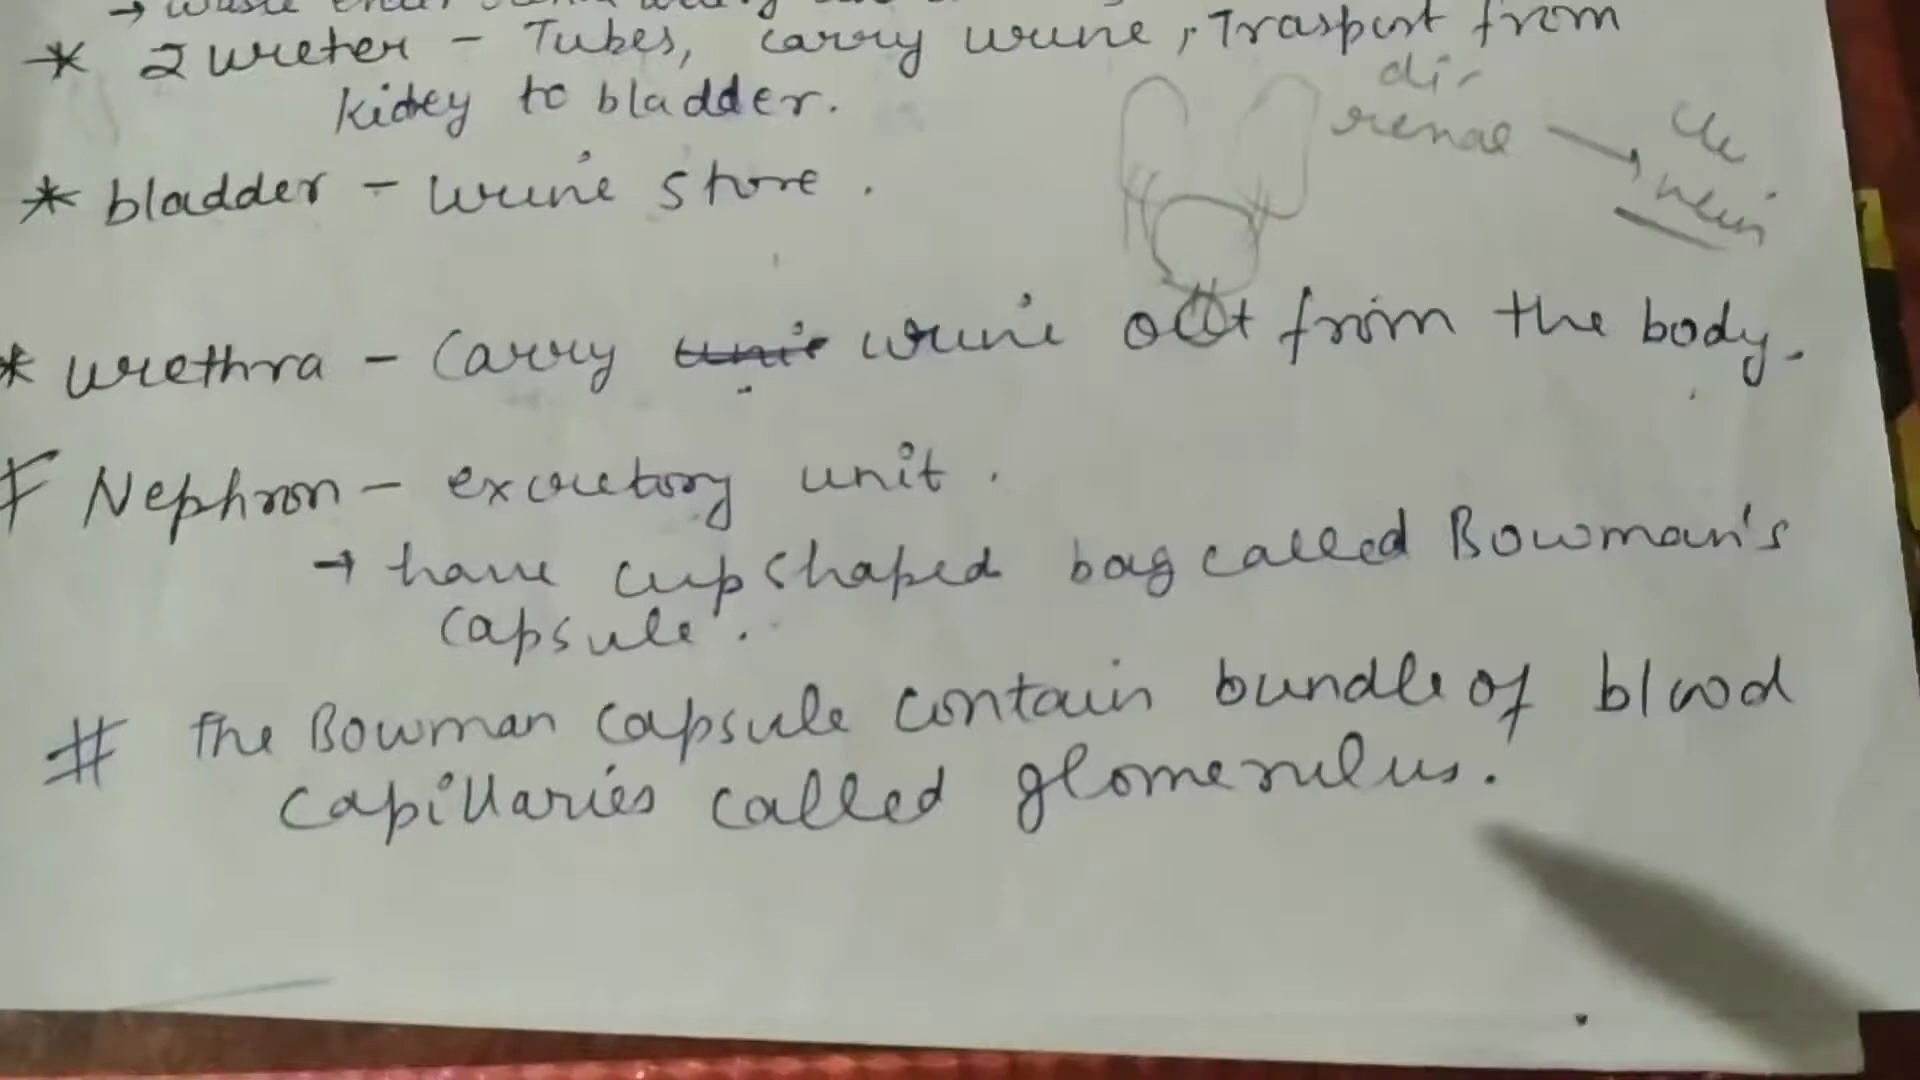 → waste
* 2 ureter - Tubes, carry urine, Trasport from
kidey to bladder.
renal →
* bladder - urine store.
* urethra - Carry urine out from the body.
Nephron - excretory unit.
→ have cup shaped bag called Bowman's
capsule.
# the Bowman capsule contain bundle of blood
capillaries called glomerulus.